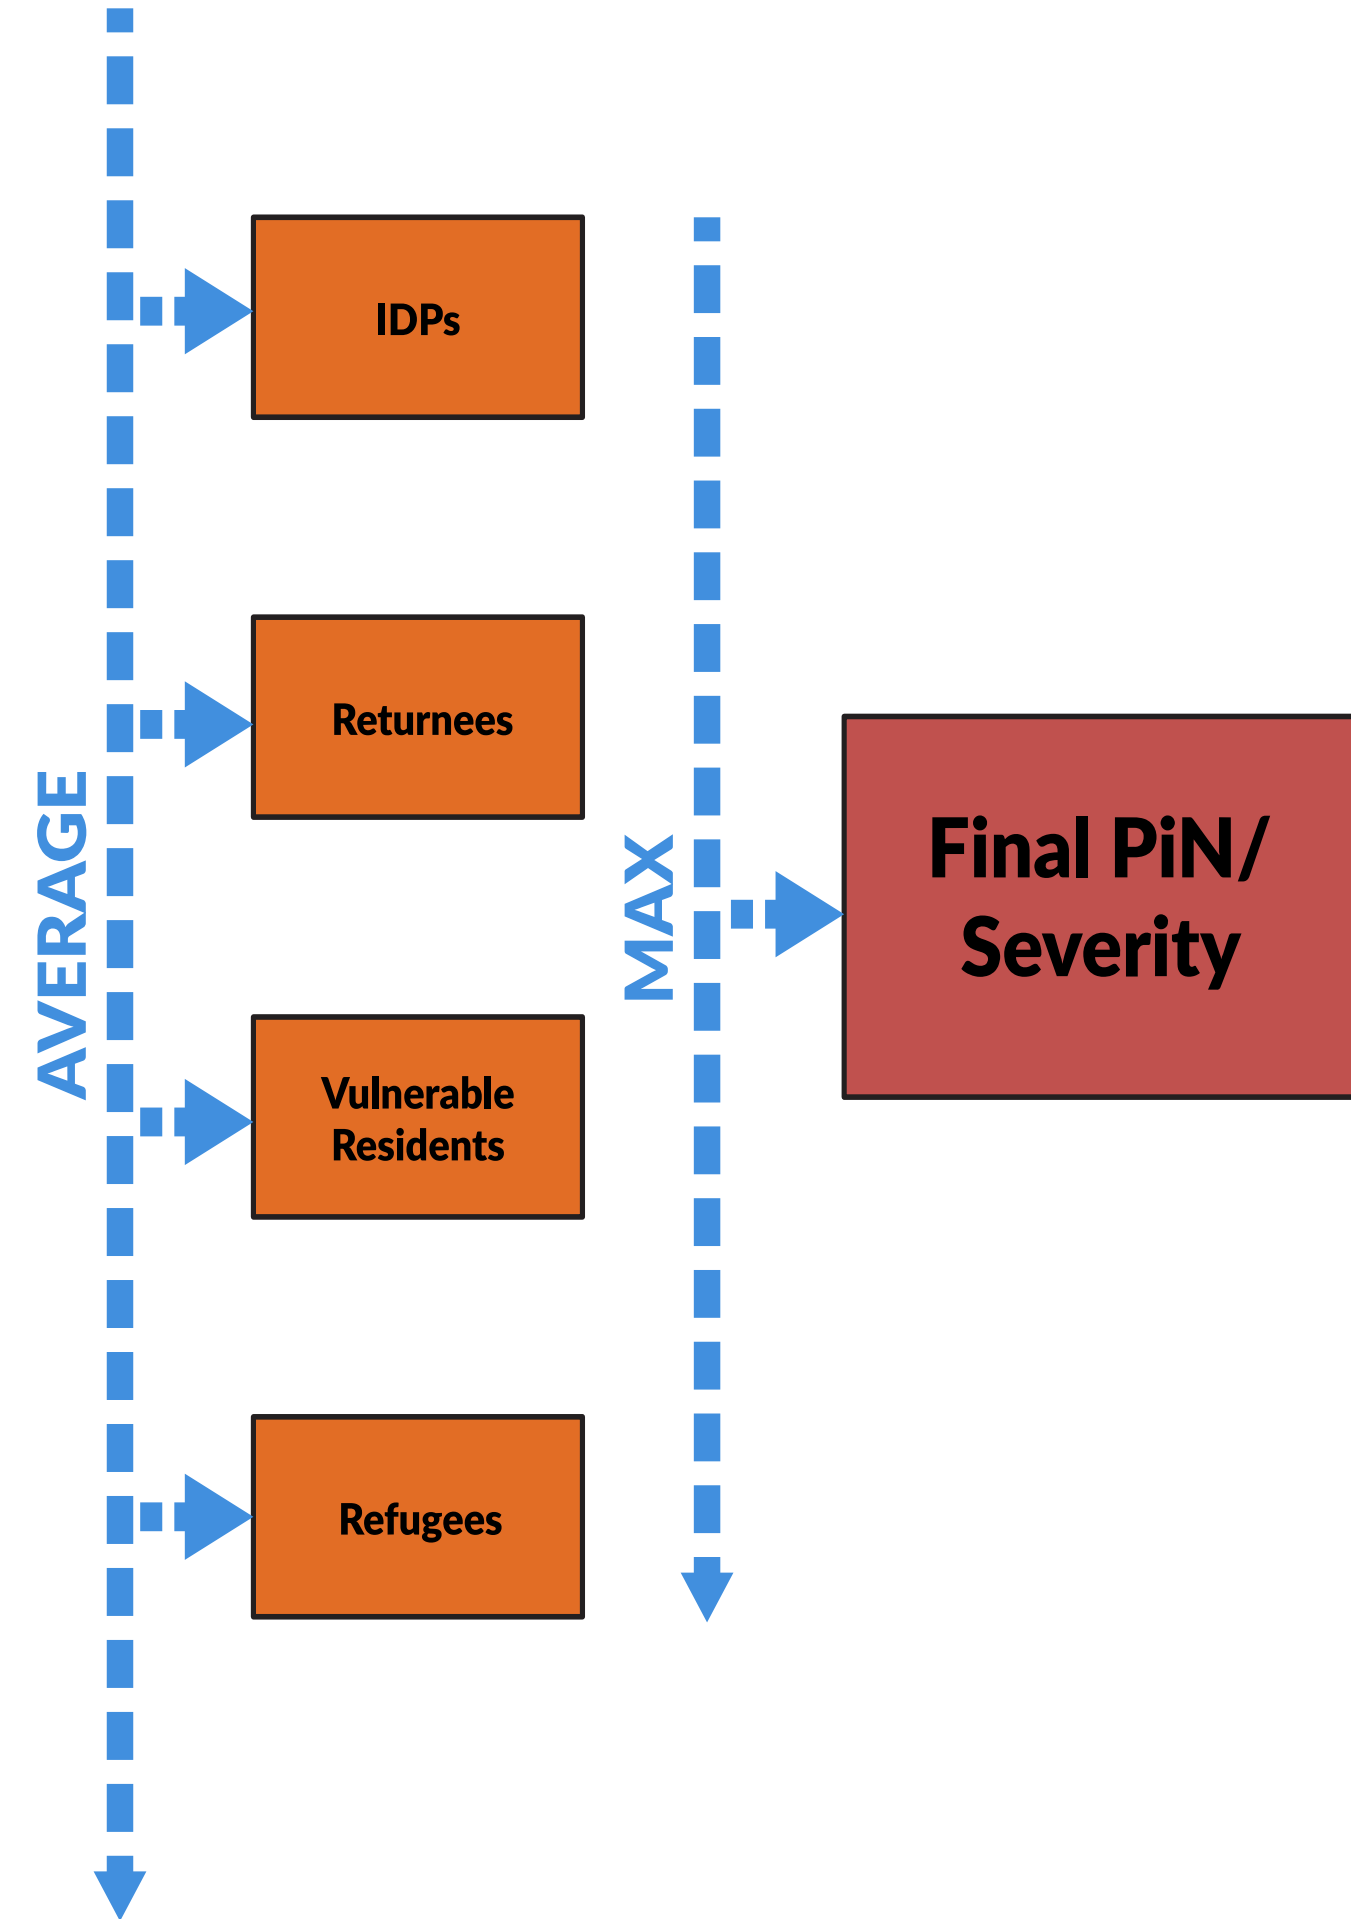 AVERAGE
IDPs
Returnees
Vulnerable
Residents
Refugees
MAX
Final PiN/
Severity